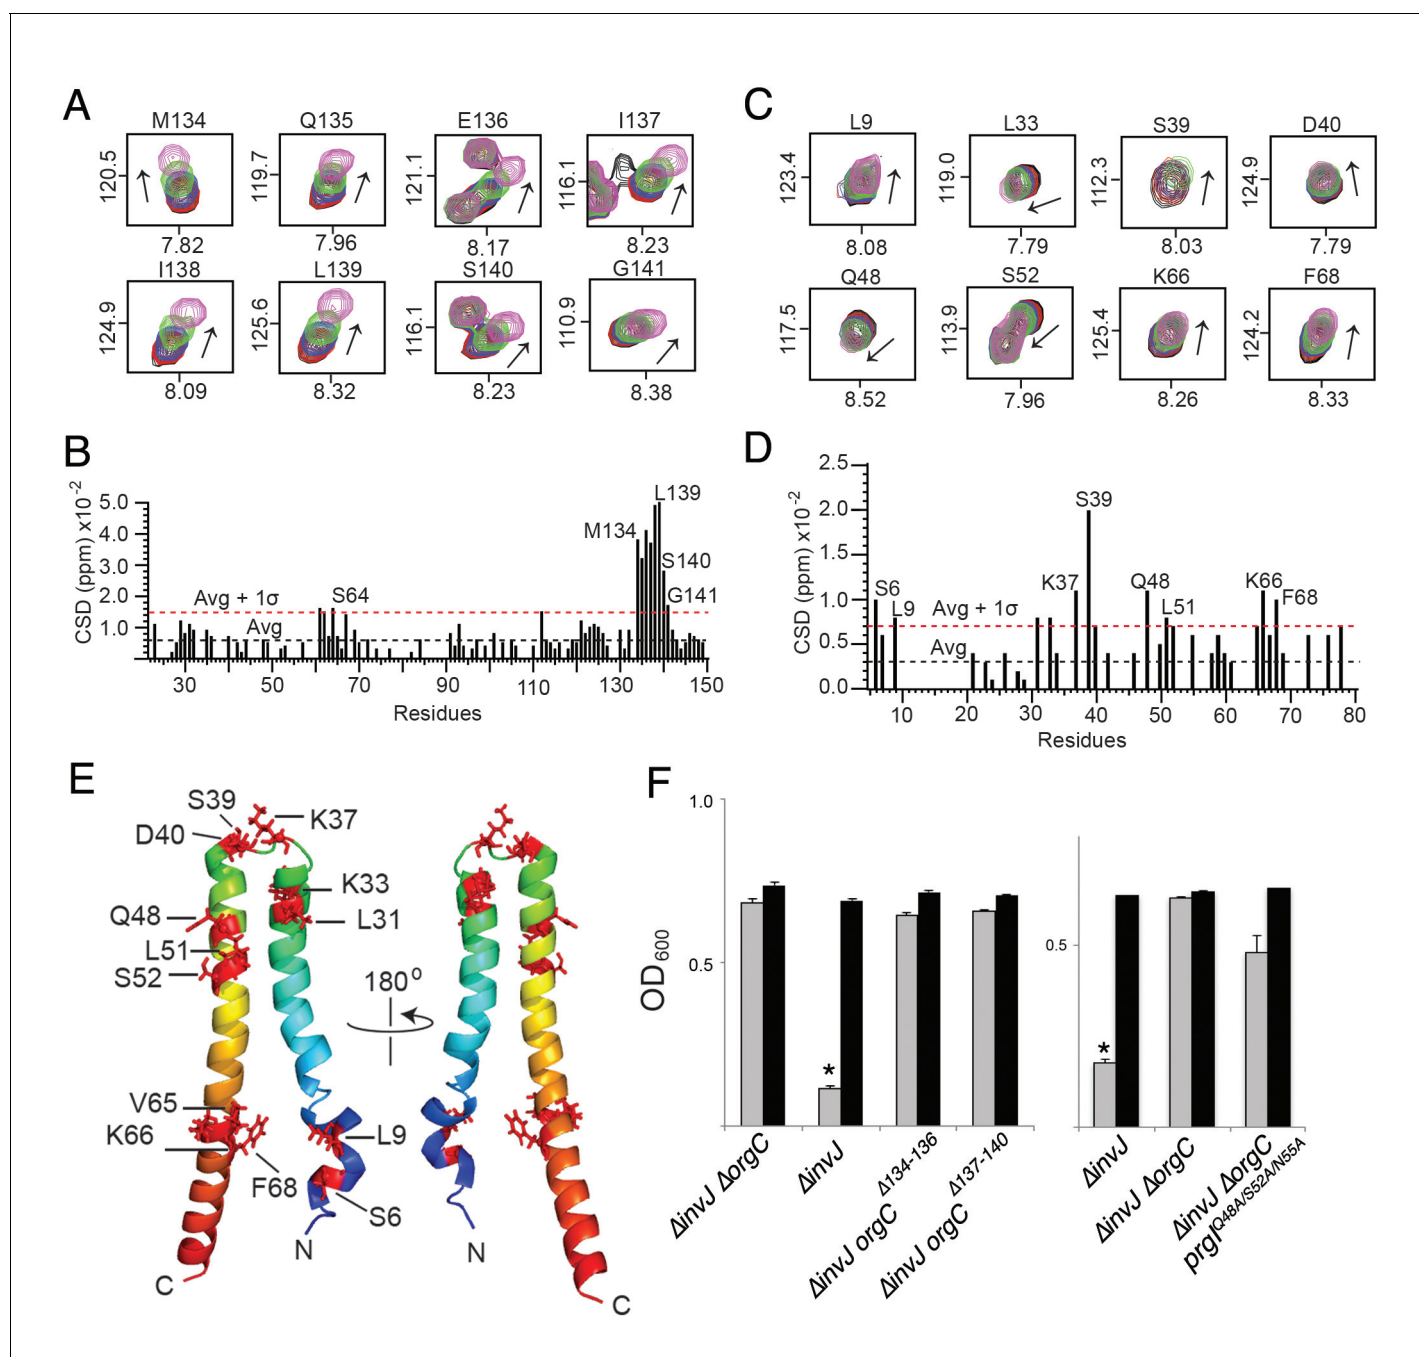 A
M134 Q135 E136 I137
120.5 119.7 121.1 116.1
7.82 7.96 8.17 8.23
I138 L139 S140 G141
124.9 125.6 116.1 110.9
8.09 8.32 8.23 8.38
C
L9 L33 S39 D40
123.4 119.0 112.3 124.9
8.08 7.79 8.03 7.79
Q48 S52 K66 F68
117.5 113.9 125.4 124.2
8.52 7.96 8.26 8.33
B
CSD (ppm) x10⁻²
5.0
4.0
3.0
2.0
1.0
L139
M134
S140
G141
S64
Avg + 1σ
Avg
30 50 70 90 110 130 150
Residues
D
CSD (ppm) x10⁻²
2.5
2.0
1.5
1.0
0.5
0.0
S39
K37
Q48
K66
S6
L9
L51
F68
Avg + 1σ
Avg
10 20 30 40 50 60 70 80
Residues
E
S39
K37
D40
K33
Q48
L31
L51
S52
180º
V65
K66
L9
F68
S6
N
N
C
C
F
OD₆₀₀
1.0
0.5
*
ΔinvJ ΔorgC
ΔinvJ
ΔinvJ orgC Δ134-136
ΔinvJ orgC Δ137-140
0.5
*
ΔinvJ
ΔinvJ ΔorgC
ΔinvJ ΔorgC
prgI Q48A/S52A/N55A